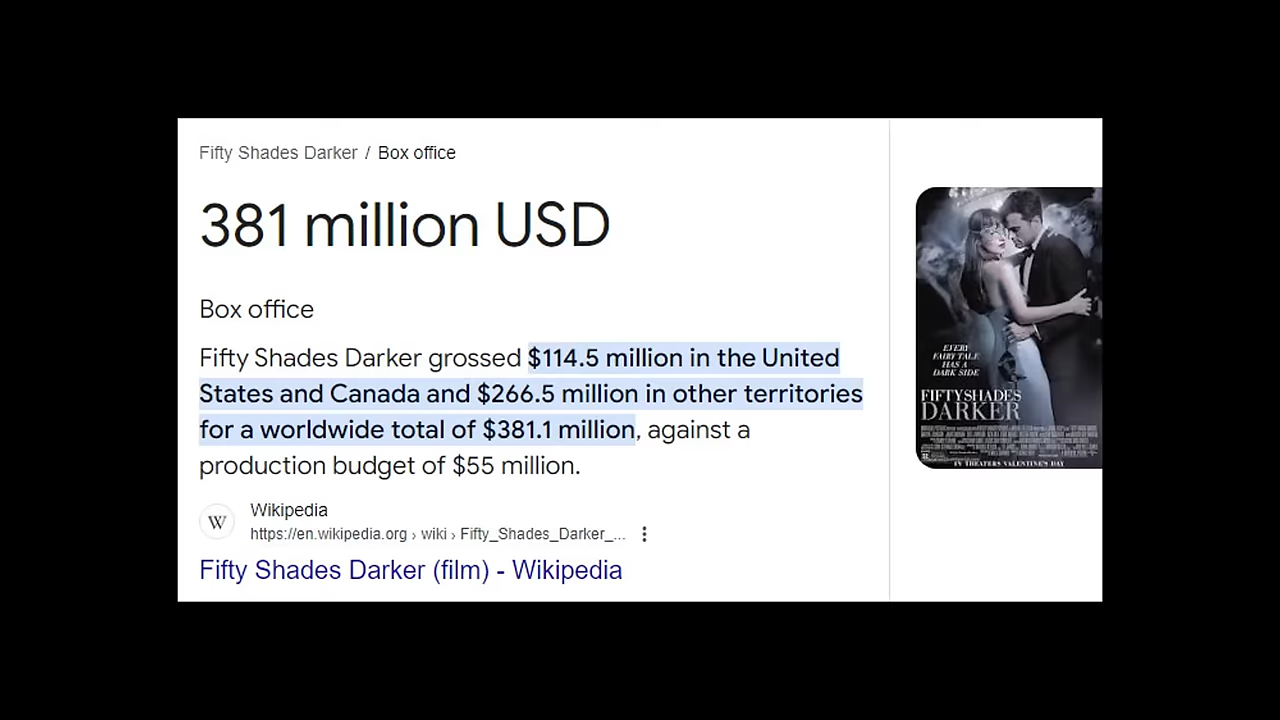 Fifty Shades Darker / Box office
381 million USD
Box office
Fifty Shades Darker grossed $114.5 million in the United
States and Canada and $266.5 million in other territories
for a worldwide total of $381.1 million, against a
production budget of $55 million.
W
Wikipedia
https://en.wikipedia.org › wiki › Fifty_Shades_Darker_...
Fifty Shades Darker (film) - Wikipedia
EVERY
FAIRY TALE
HAS A
DARK SIDE
FIFTY SHADES
DARKER
IN THEATERS VALENTINE'S DAY